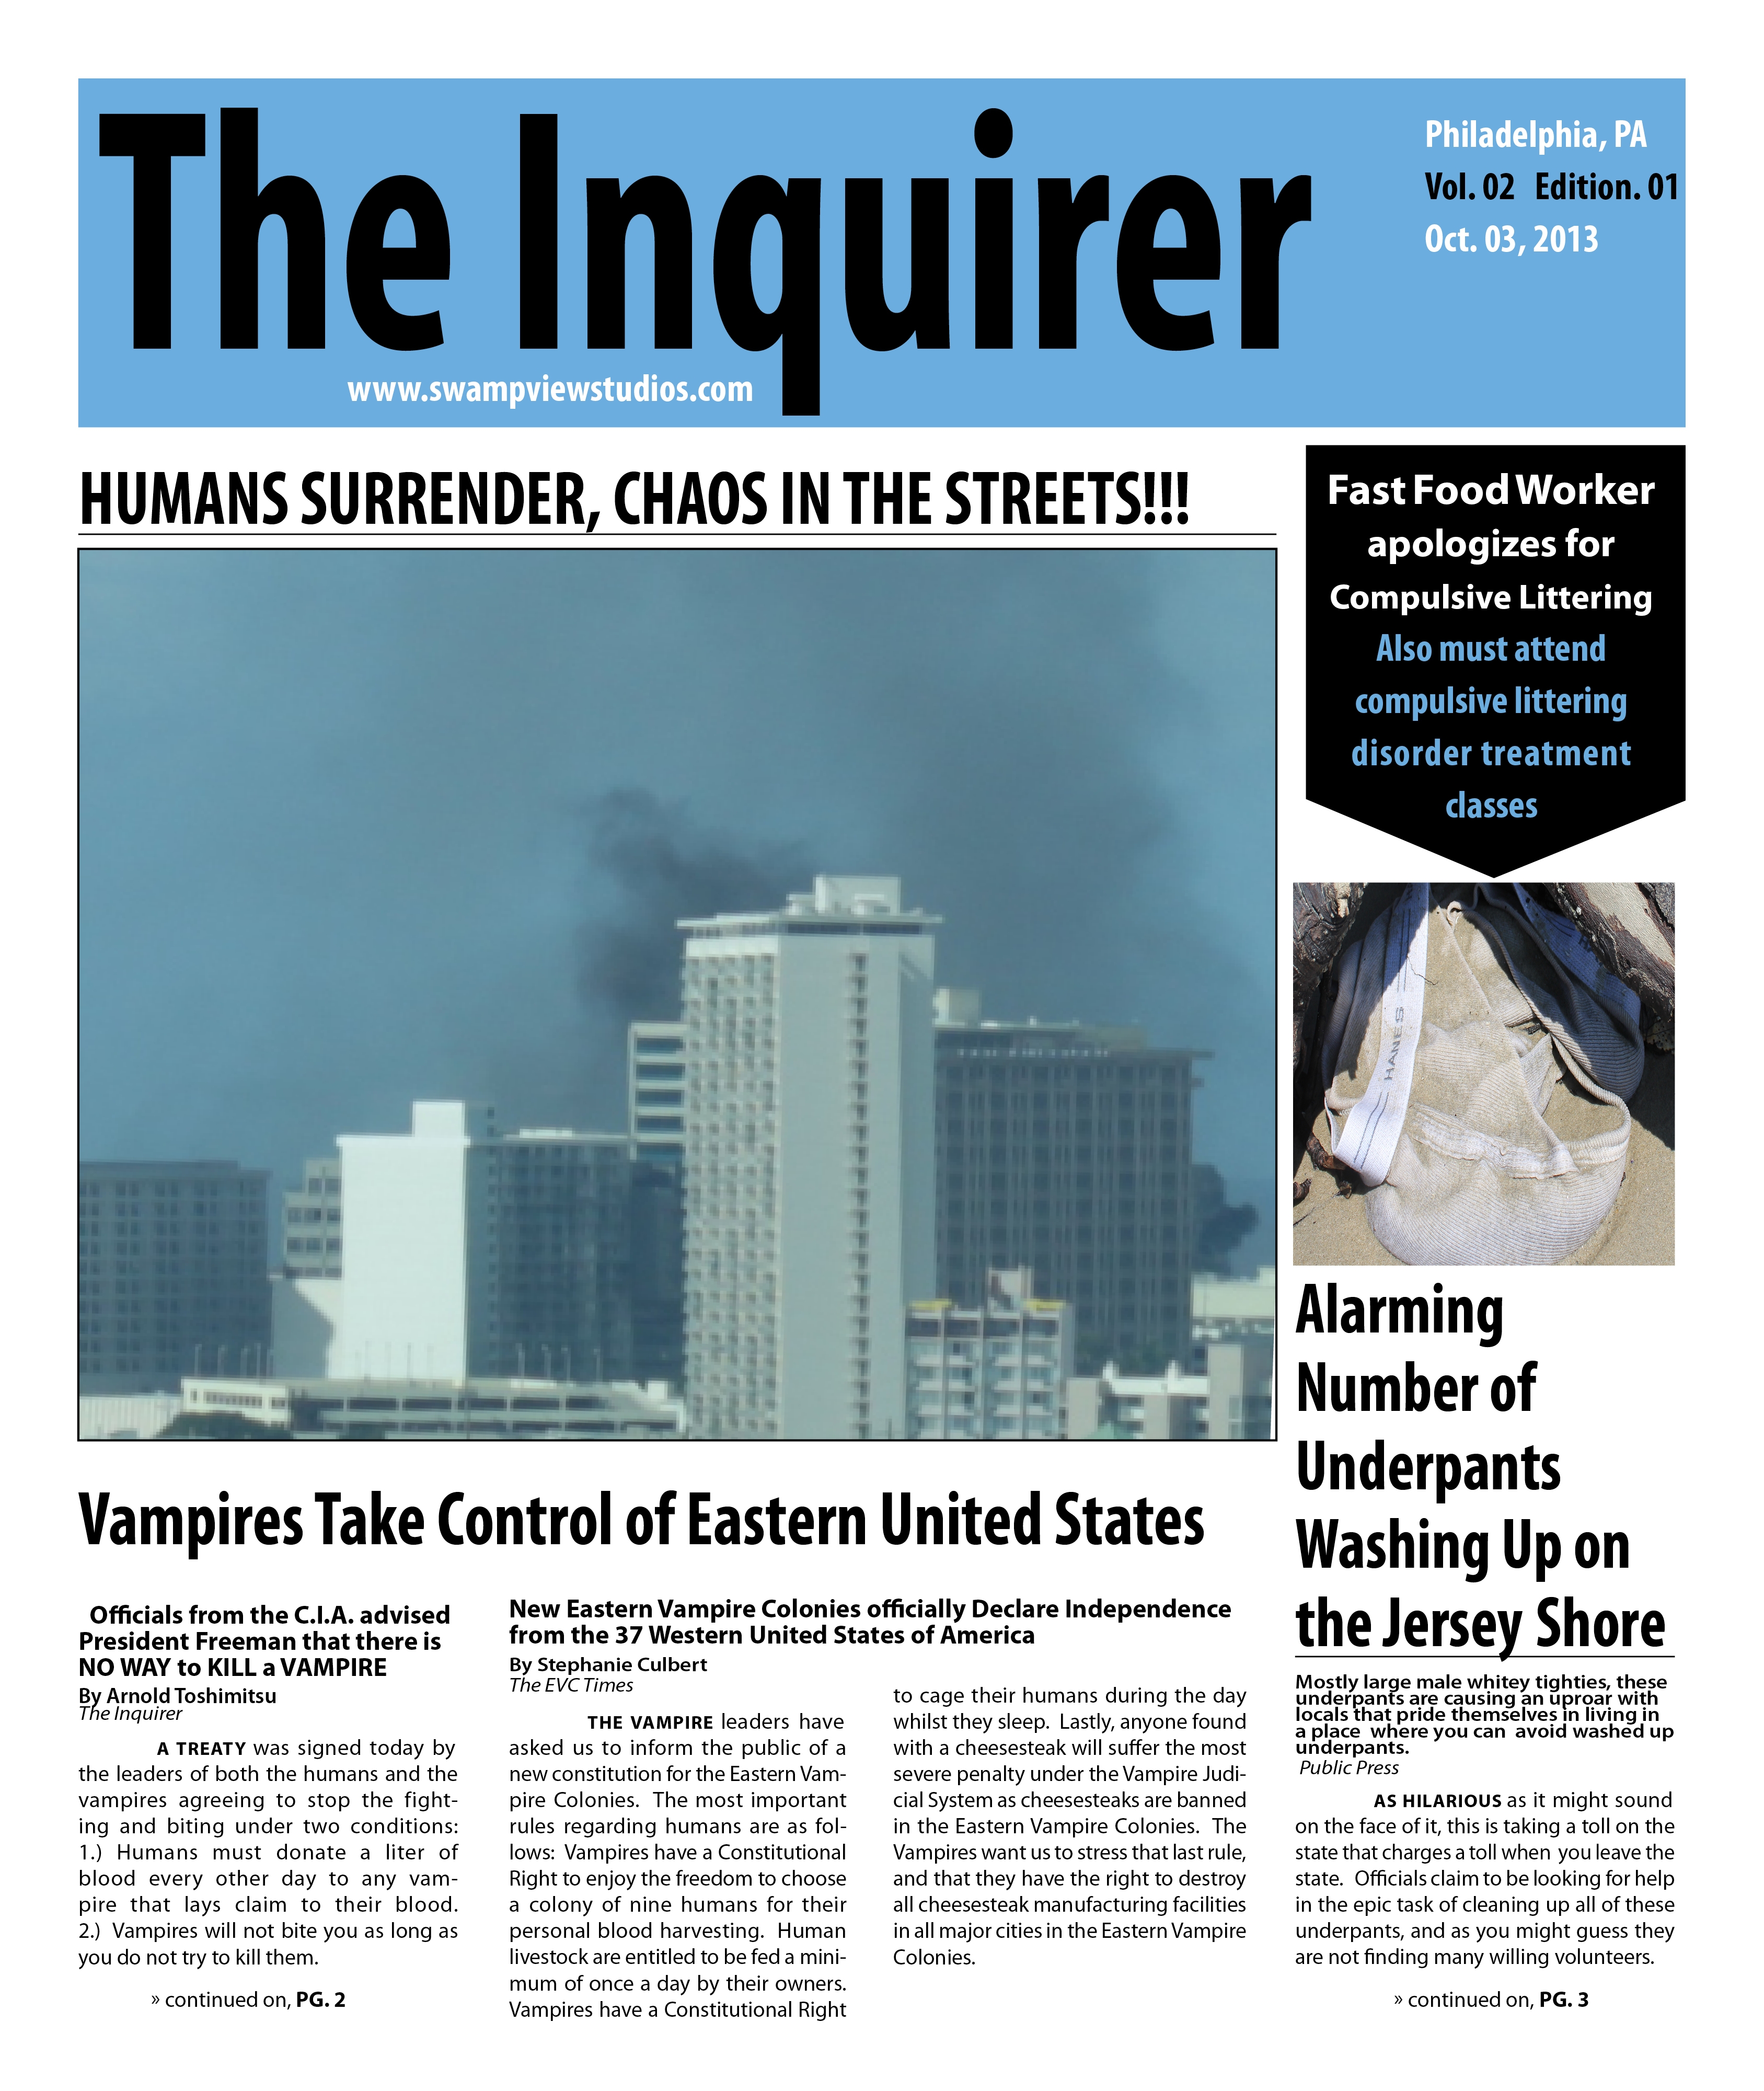 The Inquirer
www.swampviewstudios.com
Philadelphia, PA
Vol. 02 Edition. 01
Oct. 03, 2013
HUMANS SURRENDER, CHAOS IN THE STREETS!!!
Fast Food Worker
apologizes for
Compulsive Littering
Also must attend
compulsive littering
disorder treatment
classes
HANES
Vampires Take Control of Eastern United States
Officials from the C.I.A. advised
President Freeman that there is
NO WAY to KILL a VAMPIRE
By Arnold Toshimitsu
The Inquirer
A TREATY was signed today by
the leaders of both the humans and the
vampires agreeing to stop the fight-
ing and biting under two conditions:
1.) Humans must donate a liter of
blood every other day to any vam-
pire that lays claim to their blood.
2.) Vampires will not bite you as long as
you do not try to kill them.
» continued on, PG. 2
New Eastern Vampire Colonies officially Declare Independence
from the 37 Western United States of America
By Stephanie Culbert
The EVC Times
THE VAMPIRE leaders have
asked us to inform the public of a
new constitution for the Eastern Vam-
pire Colonies. The most important
rules regarding humans are as fol-
lows: Vampires have a Constitutional
Right to enjoy the freedom to choose
a colony of nine humans for their
personal blood harvesting. Human
livestock are entitled to be fed a mini-
mum of once a day by their owners.
Vampires have a Constitutional Right
to cage their humans during the day
whilst they sleep. Lastly, anyone found
with a cheesesteak will suffer the most
severe penalty under the Vampire Judi-
cial System as cheesesteaks are banned
in the Eastern Vampire Colonies. The
Vampires want us to stress that last rule,
and that they have the right to destroy
all cheesesteak manufacturing facilities
in all major cities in the Eastern Vampire
Colonies.
Alarming
Number of
Underpants
Washing Up on
the Jersey Shore
Mostly large male whitey tighties, these
underpants are causing an uproar with
locals that pride themselves in living in
a place where you can avoid washed up
underpants.
Public Press
AS HILARIOUS as it might sound
on the face of it, this is taking a toll on the
state that charges a toll when you leave the
state. Officials claim to be looking for help
in the epic task of cleaning up all of these
underpants, and as you might guess they
are not finding many willing volunteers.
» continued on, PG. 3